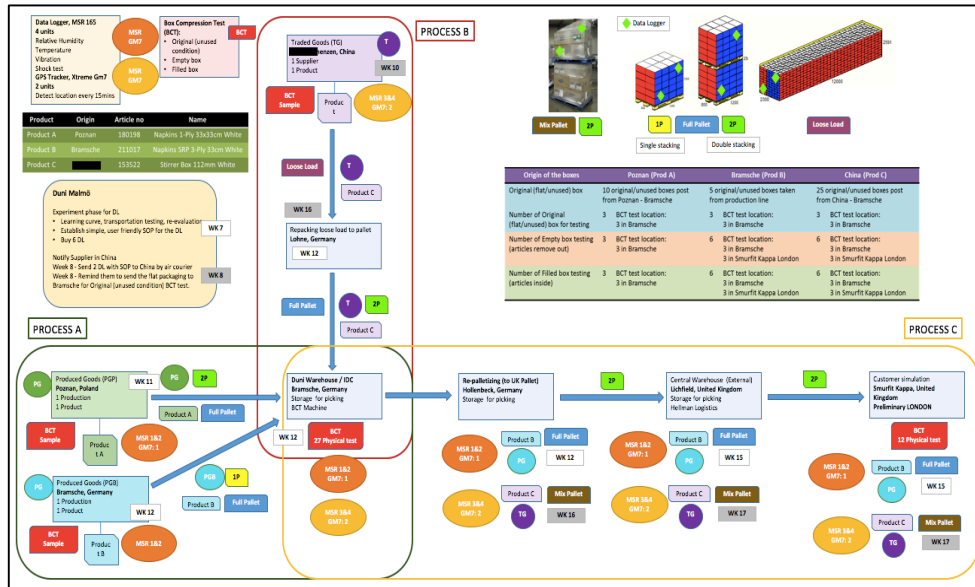 Data Logger, MSR 165
4 units
Relative Humidity
Temperature
Vibration
Shock test
GPS Tracker, Xtreme Gm7
2 units
Detect location every 15mins
MSR
GM7
MSR
GM7
Box Compression Test
(BCT):
• Original (unused
condition)
• Empty box
• Filled box
BCT
Product Origin Article no Name
Product A Poznan 180198 Napkins 1-Ply 33x33cm White
Product B Bramsche 211017 Napkins SRP 3-Ply 33cm White
Product C 153522 Stirrer Box 112mm White
Duni Malmö
Experiment phase for DL
• Learning curve, transportation testing, re-evaluation
• Establish simple, user friendly SOP for the DL
• Buy 6 DL
WK 7
Notify Supplier in China
Week 8 - Send 2 DL with SOP to China by air courier
Week 8 - Remind them to send the flat packaging to
Bramsche for Original (unused condition) BCT test.
WK 8
PROCESS B
Traded Goods (TG)
enzen, China
1 Supplier
1 Product
T
WK 10
BCT
Sample
Produc
t
MSR 3&4
GM7: 2
Loose Load
T
Product C
WK 16
Repacking loose load to pallet
Lohne, Germany
WK 12
Full Pallet
T
2P
Product C
Data Logger
Mix Pallet
2P
1P
Full Pallet
2P
Loose Load
Single stacking
Double stacking
Origin of the boxes Poznan (Prod A) Bramsche (Prod B) China (Prod C)
Original (flat/unused) box 10 original/unused boxes post from Poznan - Bramsche 5 original/unused boxes taken from production line 25 original/unused boxes post from China - Bramsche
Number of Original (flat/unused) box for testing 3 BCT test location: 3 in Bramsche 3 BCT test location: 3 in Bramsche 3 BCT test location: 3 in Bramsche
Number of Empty box testing (articles remove out) 3 BCT test location: 3 in Bramsche 6 BCT test location: 3 in Bramsche 3 in Smurfit Kappa London 6 BCT test location: 3 in Bramsche 3 in Smurfit Kappa London
Number of Filled box testing (articles inside) 3 BCT test location: 3 in Bramsche 6 BCT test location: 3 in Bramsche 3 in Smurfit Kappa London 6 BCT test location: 3 in Bramsche 3 in Smurfit Kappa London
PROCESS A
PG
Produced Goods (PGP)
Poznan, Poland
1 Production
1 Product
WK 11
PG
2P
Product A
Full Pallet
BCT
Sample
Produc
t A
MSR 1&2
GM7: 1
PG
Produced Goods (PGB)
Bramsche, Germany
1 Production
1 Product
WK 12
PGB
1P
Product B
Full Pallet
BCT
Sample
Produc
t B
MSR 1&2
Duni Warehouse / IDC
Bramsche, Germany
Storage for picking
BCT Machine
WK 12
BCT
27 Physical test
MSR 1&2
GM7: 1
MSR 3&4
GM7: 2
PROCESS C
Re-palletizing (to UK Pallet)
Hollenbeck, Germany
Storage for picking
2P
MSR 1&2
GM7: 1
Product B
Full Pallet
PG
WK 12
MSR 3&4
GM7: 2
Product C
Mix Pallet
TG
WK 16
Central Warehouse (External)
Lichfield, United Kingdom
Storage for picking
Hellman Logistics
2P
MSR 1&2
GM7: 1
Product B
Full Pallet
PG
WK 15
MSR 3&4
GM7: 2
Product C
Mix Pallet
TG
WK 17
Customer simulation
Smurfit Kappa, United
Kingdom
Preliminary LONDON
BCT
12 Physical test
MSR 1&2
GM7: 1
Product B
Full Pallet
PG
WK 15
MSR 3&4
GM7: 2
Product C
Mix Pallet
TG
WK 17